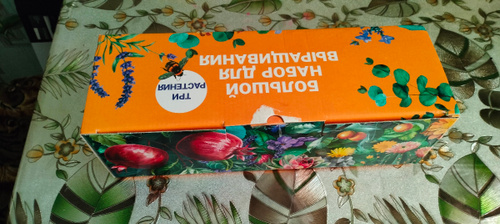 БОЛЬШОЙ
НАБОР ДЛЯ
ВЫРАЩИВАНИЯ
ТРИ
РАСТЕНИЯ